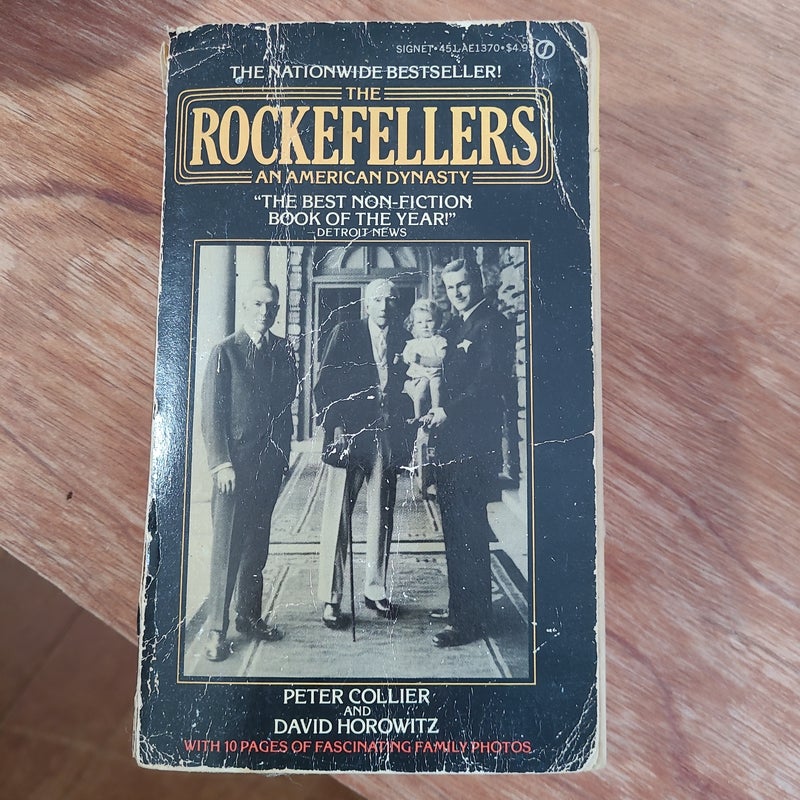 SIGNET•451-AE1370•$4.95
THE NATIONWIDE BESTSELLER!
THE
ROCKEFELLERS
AN AMERICAN DYNASTY
“THE BEST NON-FICTION
BOOK OF THE YEAR!”
—DETROIT NEWS
PETER COLLIER
AND
DAVID HOROWITZ
WITH 10 PAGES OF FASCINATING FAMILY PHOTOS